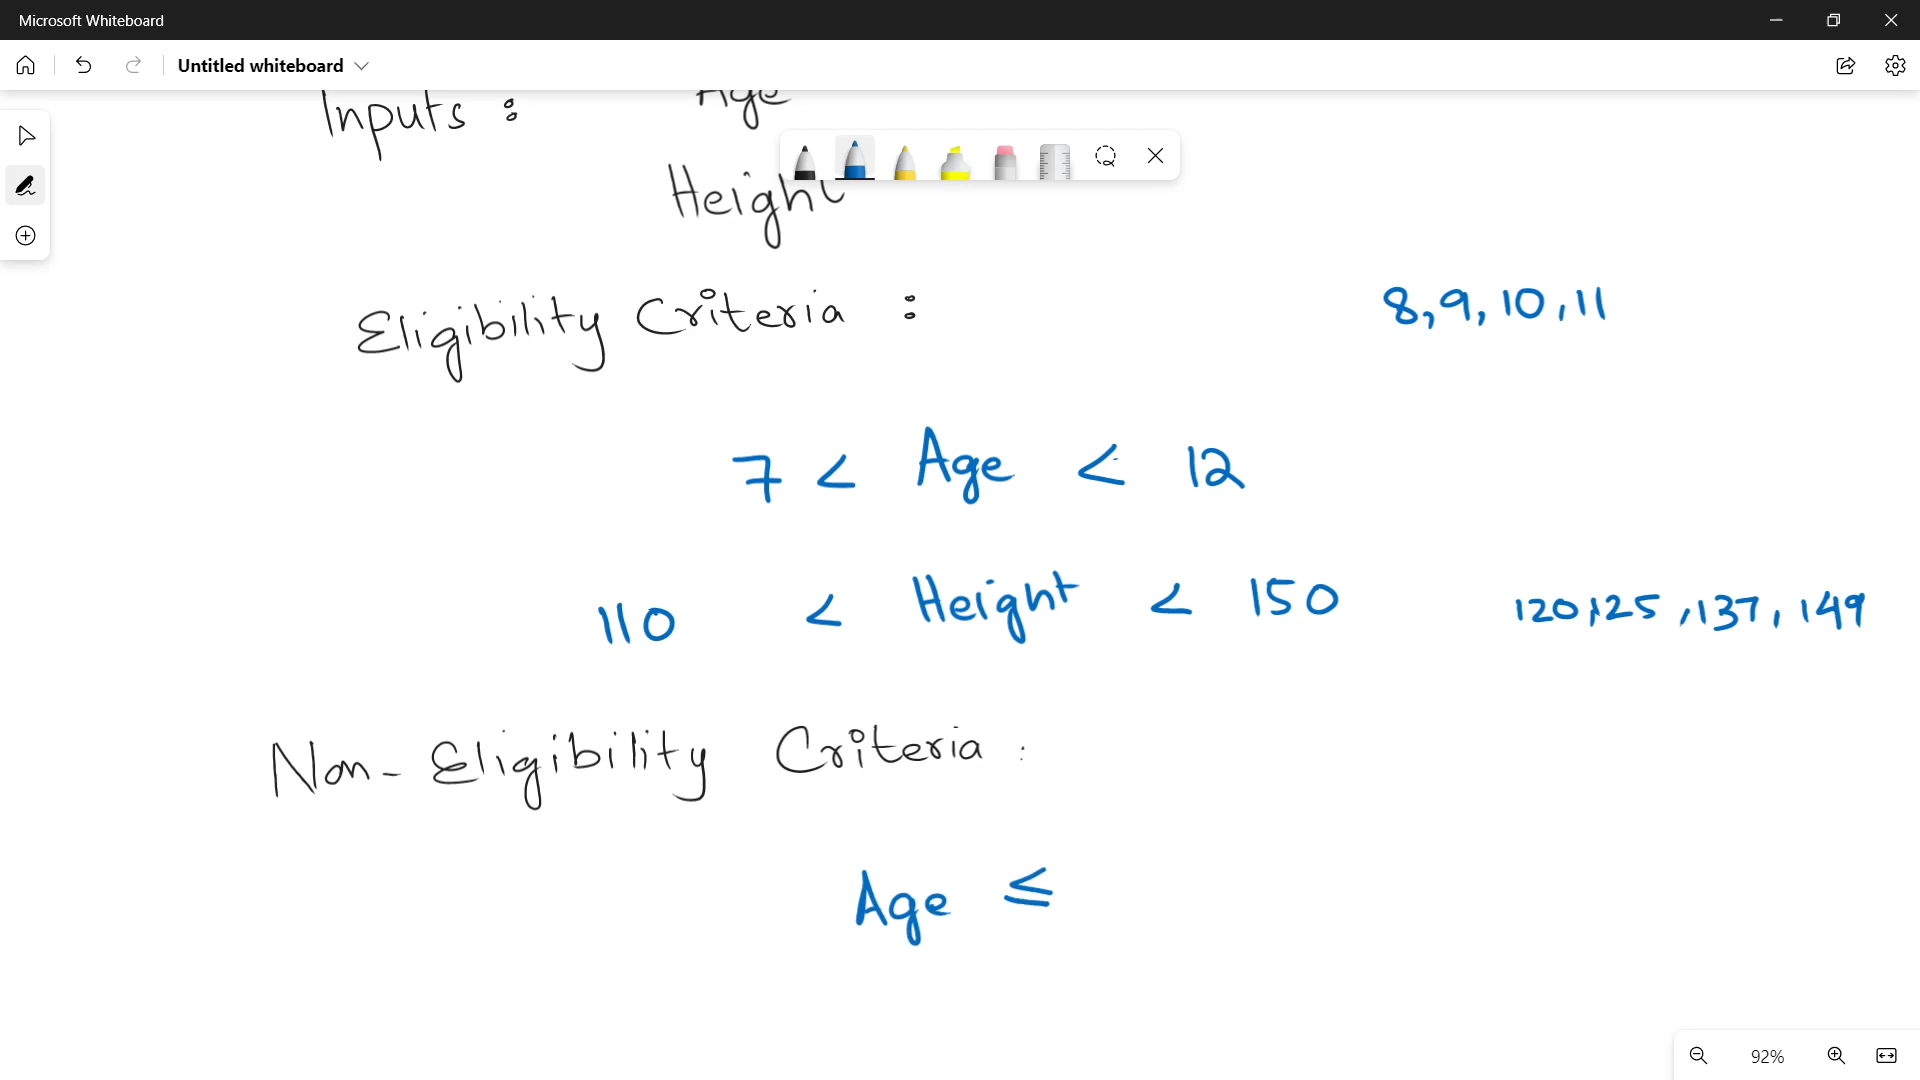 Microsoft Whiteboard
Untitled whiteboard
Inputs : Age
Height
Eligibility Criteria :
8, 9, 10, 11
7 < Age < 12
110 < Height < 150
120, 125, 137, 149
Non-Eligibility Criteria :
Age ≤
92%